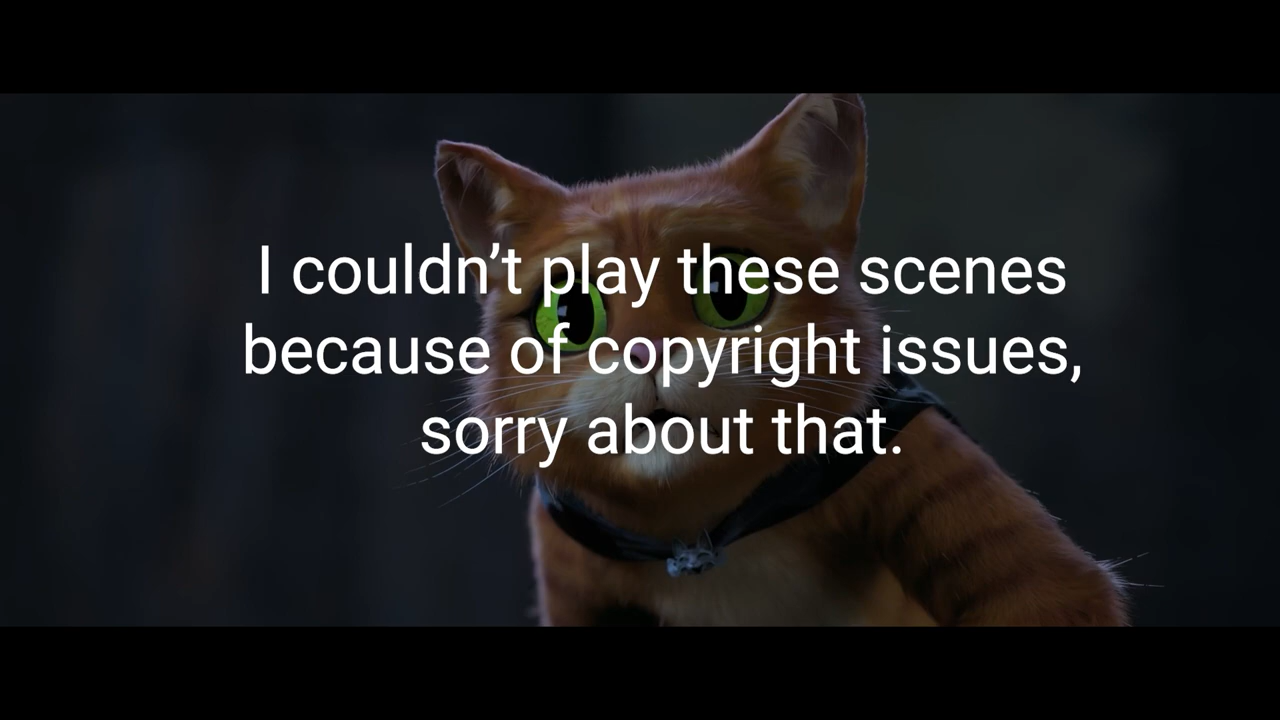 I couldn’t play these scenes
because of copyright issues,
sorry about that.